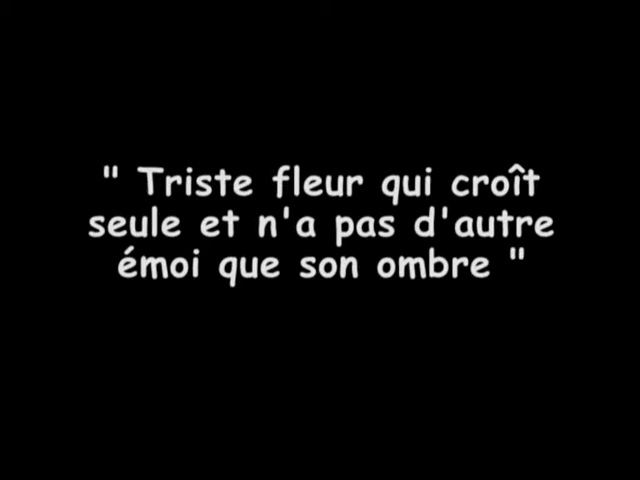 " Triste fleur qui croît
seule et n'a pas d'autre
émoi que son ombre "